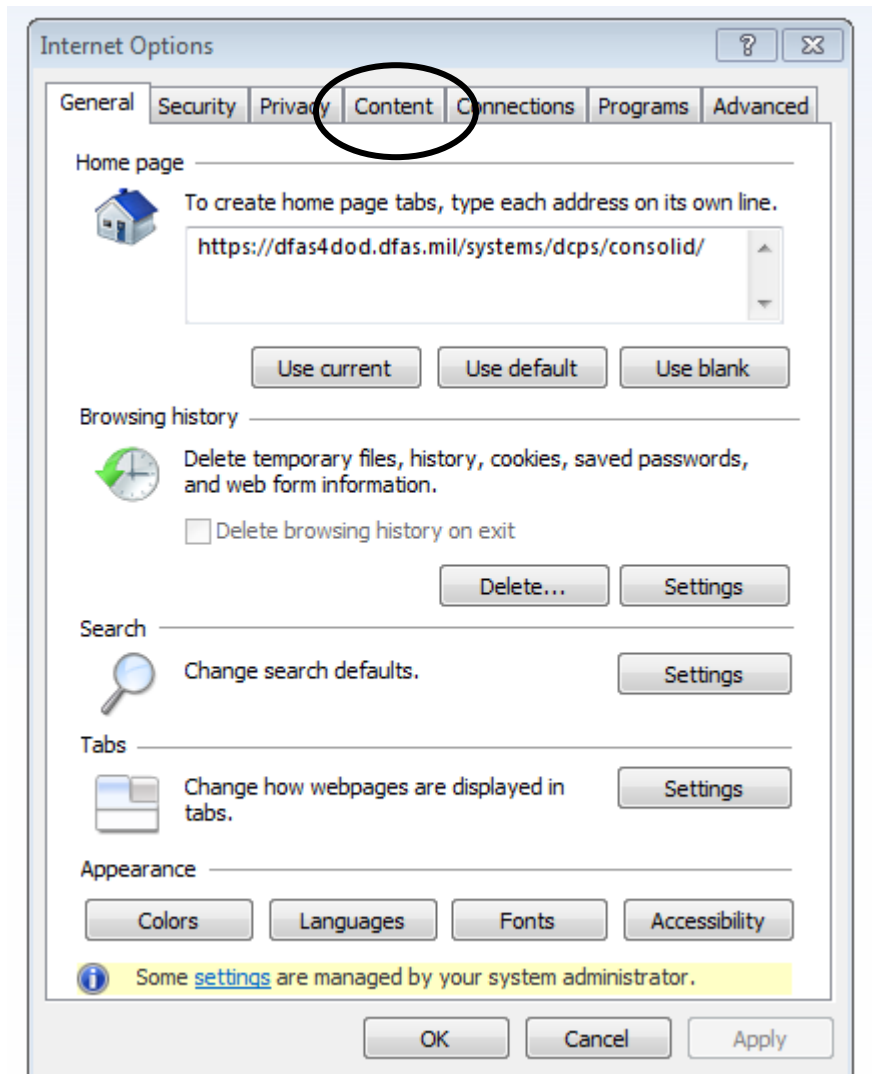 Internet Options
General Security Privacy Content Connections Programs Advanced
Home page
To create home page tabs, type each address on its own line.
https://dfas4dod.dfas.mil/systems/dcps/consolid/
Use current Use default Use blank
Browsing history
Delete temporary files, history, cookies, saved passwords,
and web form information.
Delete browsing history on exit
Delete... Settings
Search
Change search defaults.
Settings
Tabs
Change how webpages are displayed in
tabs.
Settings
Appearance
Colors Languages Fonts Accessibility
Some settings are managed by your system administrator.
OK Cancel Apply